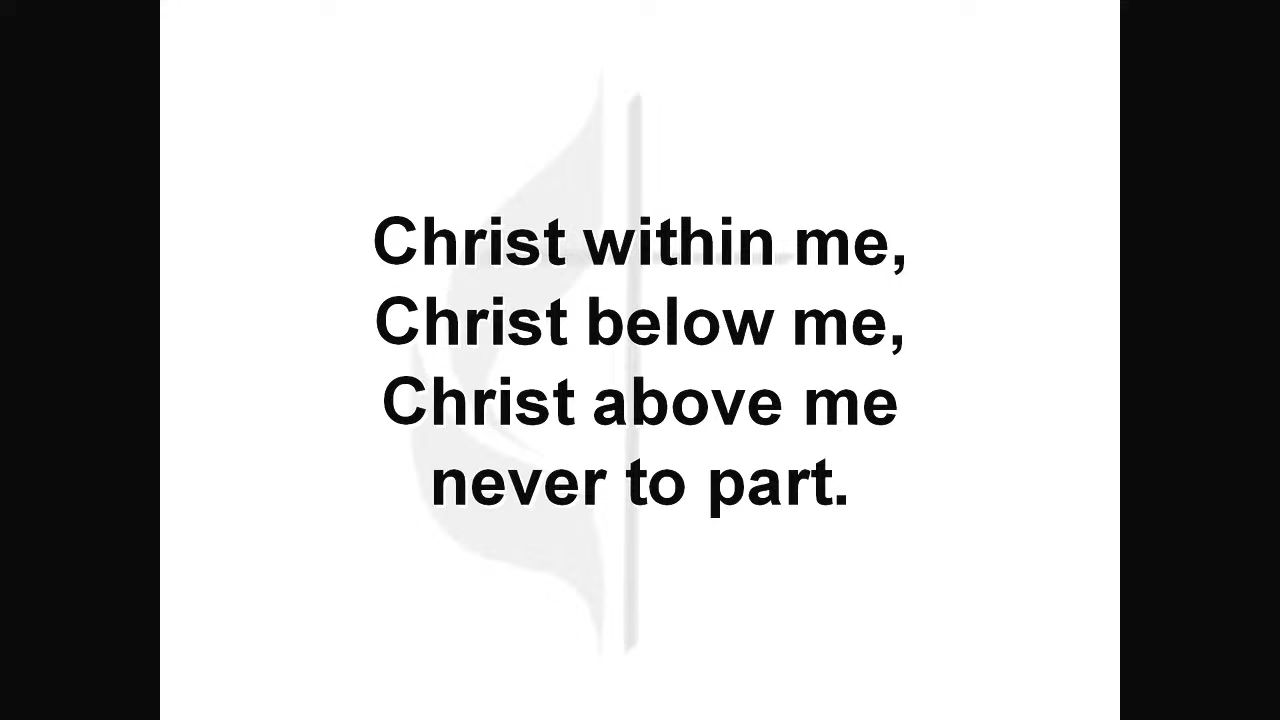 Christ within me,
Christ below me,
Christ above me
never to part.